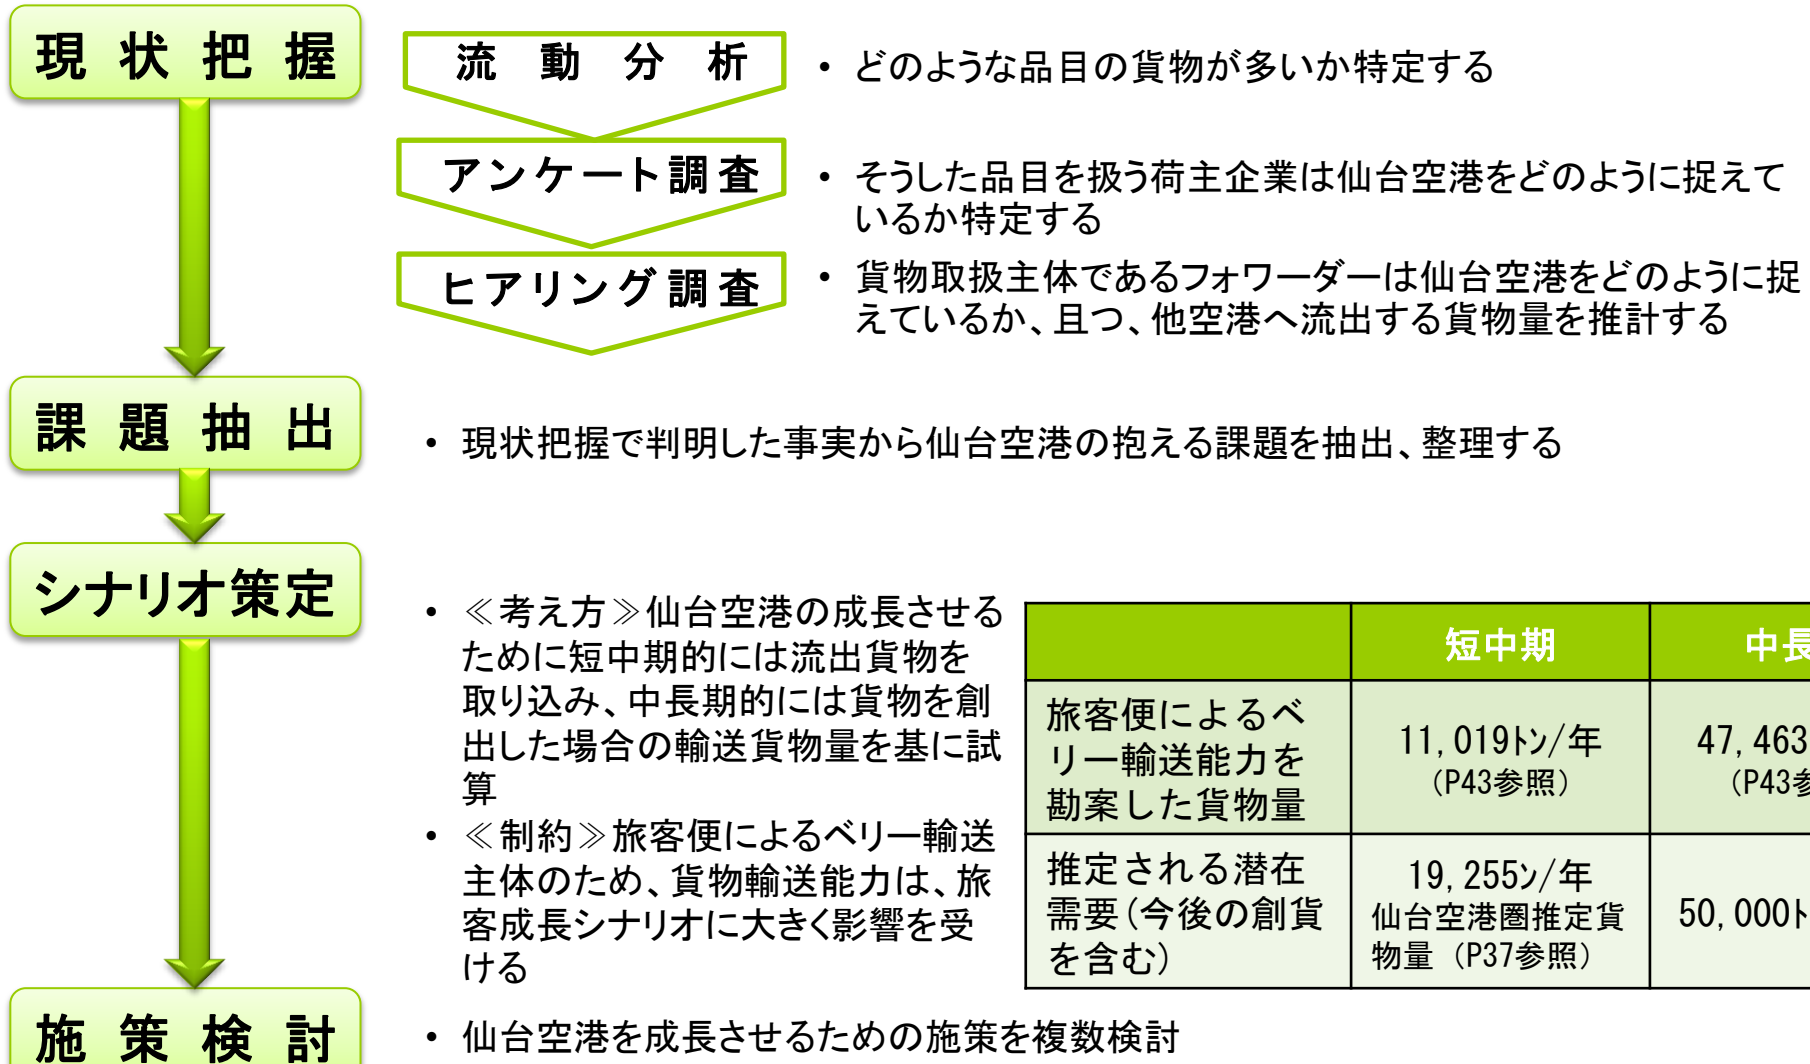 現状把握
流動分析
• どのような品目の貨物が多いか特定する
アンケート調査
• そうした品目を扱う荷主企業は仙台空港をどのように捉えて
いるか特定する
ヒアリング調査
• 貨物取扱主体であるフォワーダーは仙台空港をどのように捉
えているか、且つ、他空港へ流出する貨物量を推計する
課題抽出
• 現状把握で判明した事実から仙台空港の抱える課題を抽出、整理する
シナリオ策定
• ≪考え方≫仙台空港の成長させる
ために短中期的には流出貨物を
取り込み、中長期的には貨物を創
出した場合の輸送貨物量を基に試
算
• ≪制約≫旅客便によるベリー輸送
主体のため、貨物輸送能力は、旅
客成長シナリオに大きく影響を受
ける
短中期
中長
旅客便によるベ
リー輸送能力を
勘案した貨物量
11,019㌧/年
（P43参照）
47,463
（P43参
推定される潜在
需要(今後の創貨
を含む)
19,255ﾝ/年
仙台空港圏推定貨
物量（P37参照）
50,000ﾄ
施策検討
• 仙台空港を成長させるための施策を複数検討